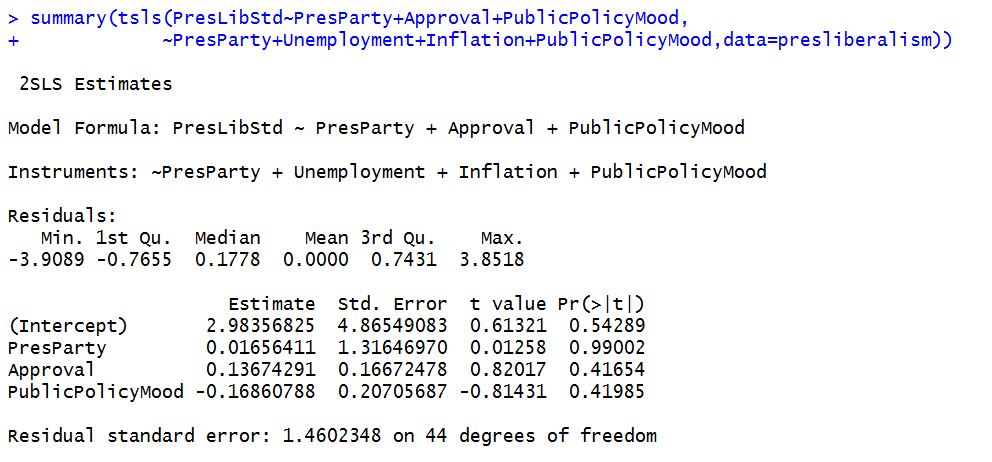 > summary(tsls(PresLibStd~PresParty+Approval+PublicPolicyMood,
+ ~PresParty+Unemployment+Inflation+PublicPolicyMood,data=presliberalism))
2SLS Estimates
Model Formula: PresLibStd ~ PresParty + Approval + PublicPolicyMood
Instruments: ~PresParty + Unemployment + Inflation + PublicPolicyMood
Residuals:
Min. 1st Qu. Median Mean 3rd Qu. Max.
-3.9089 -0.7655 0.1778 0.0000 0.7431 3.8518
Estimate Std. Error t value Pr(>|t|)
(Intercept) 2.98356825 4.86549083 0.61321 0.54289
PresParty 0.01656411 1.31646970 0.01258 0.99002
Approval 0.13674291 0.16672478 0.82017 0.41654
PublicPolicyMood -0.16860788 0.20705687 -0.81431 0.41985
Residual standard error: 1.4602348 on 44 degrees of freedom